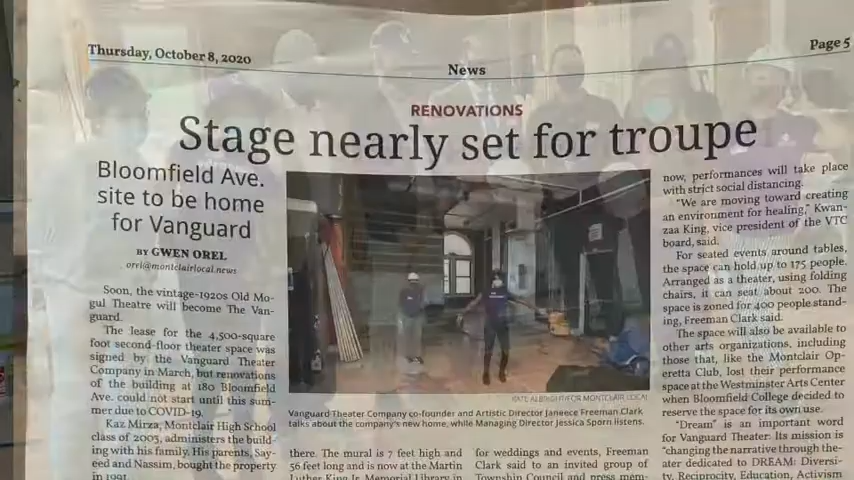 Thursday, October 8, 2020
News
Page 5
RENOVATIONS
Stage nearly set for troupe
Bloomfield Ave.
site to be home
for Vanguard
BY GWEN OREL
orel@montclairlocal.news
Soon, the vintage-1920s Old Mo-
gul Theatre will become The Van-
guard.
The lease for the 4,500-square
foot second-floor theater space was
signed by the Vanguard Theater
Company in March, but renovations
of the building at 180 Bloomfield
Ave. could not start until this sum-
mer due to COVID-19.
Kaz Mirza, Montclair High School
class of 2005, administers the build-
ing with his family. His parents, Say-
eed and Nassim, bought the property
in 1991.
KATE ALBRIGHT/FOR MONTCLAIR LOCAL
Vanguard Theater Company co-founder and Artistic Director Janeece Freeman Clark
talks about the company's new home, while Managing Director Jessica Sporn listens.
there. The mural is 7 feet high and
56 feet long and is now at the Martin
Luther King Jr. Memorial Library in
for weddings and events, Freeman
Clark said to an invited group of
Township Council and press mem-
now, performances will take place
with strict social distancing.
"We are moving toward creating
an environment for healing," Kwan-
zaa King, vice president of the VTC
board, said.
For seated events around tables,
the space can hold up to 175 people.
Arranged as a theater, using folding
chairs, it can seat about 200. The
space is zoned for 400 people stand-
ing, Freeman Clark said.
The space will also be available to
other arts organizations, including
those that, like the Montclair Op-
eretta Club, lost their performance
space at the Westminster Arts Center
when Bloomfield College decided to
reserve the space for its own use.
"Dream" is an important word
for Vanguard Theater: Its mission is
"changing the narrative through the-
ater dedicated to DREAM: Diversi-
ty, Reciprocity, Education, Activism